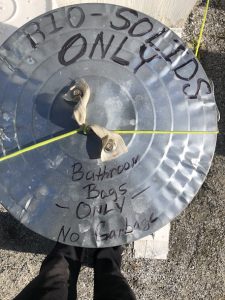 BIO-SOLIDS
ONLY
Bathroom
Bags
- ONLY -
No Garbage